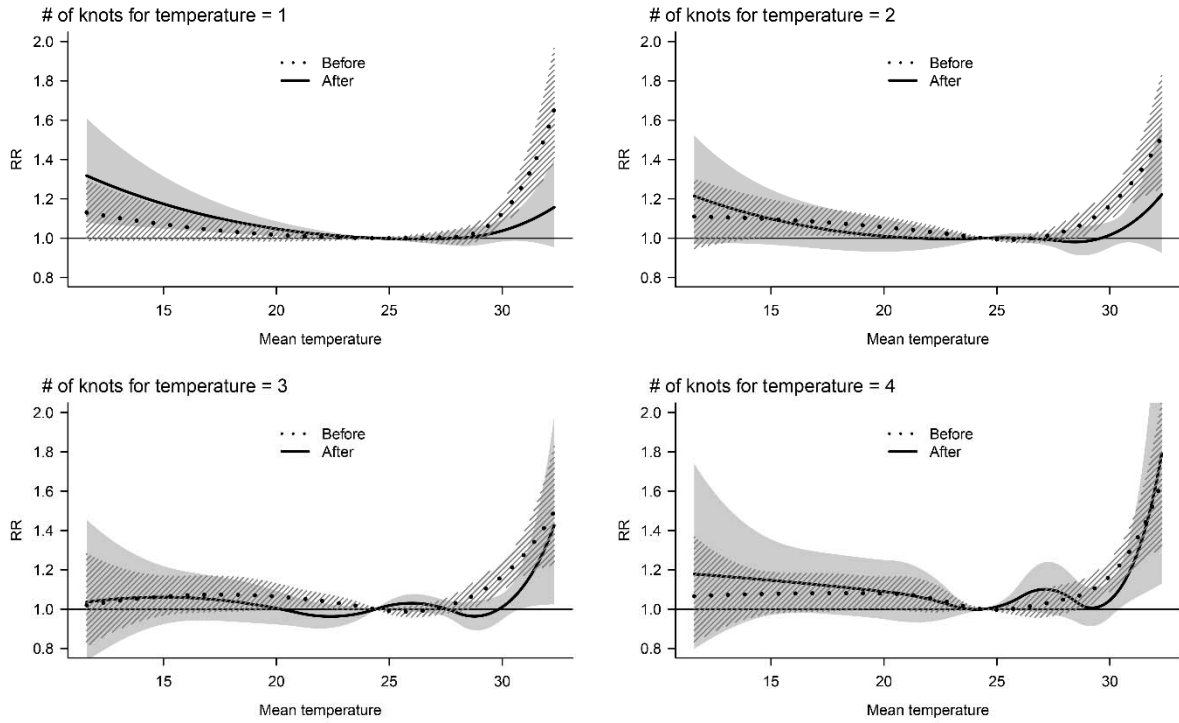 # of knots for temperature = 1
2.0
1.8
1.6
1.4
1.2
1.0
0.8
RR
Before
After
15 20 25 30
Mean temperature
# of knots for temperature = 2
2.0
1.8
1.6
1.4
1.2
1.0
0.8
RR
Before
After
15 20 25 30
Mean temperature
# of knots for temperature = 3
2.0
1.8
1.6
1.4
1.2
1.0
0.8
RR
Before
After
15 20 25 30
Mean temperature
# of knots for temperature = 4
2.0
1.8
1.6
1.4
1.2
1.0
0.8
RR
Before
After
15 20 25 30
Mean temperature